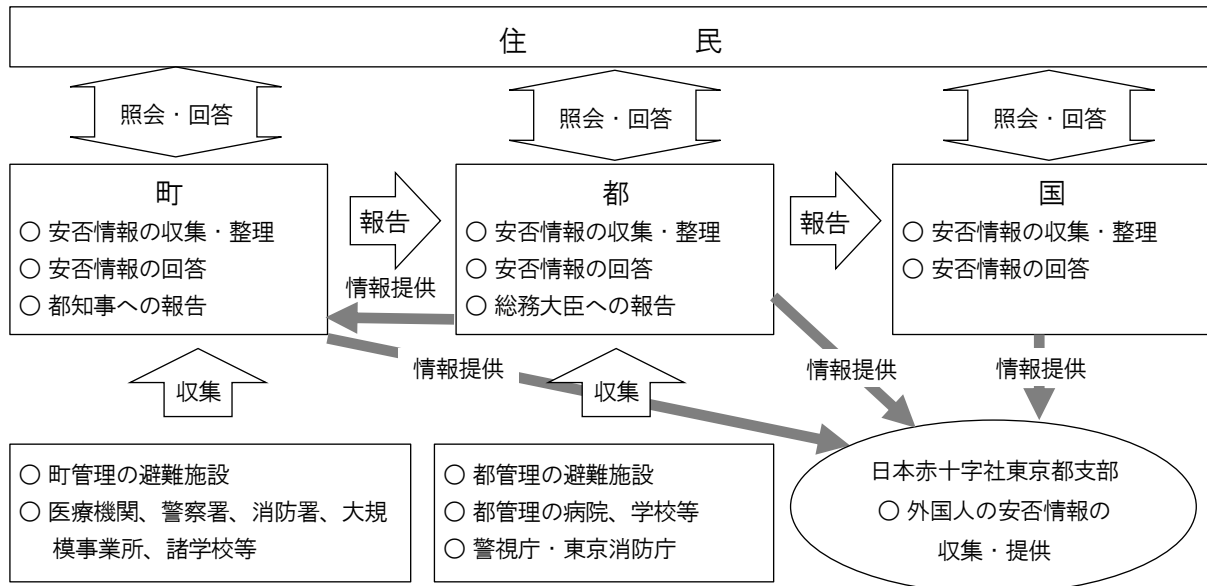 住　　　民
照会・回答
照会・回答
照会・回答
町
○ 安否情報の収集・整理
○ 安否情報の回答
○ 都知事への報告
報告
情報提供
都
○ 安否情報の収集・整理
○ 安否情報の回答
○ 総務大臣への報告
報告
国
○ 安否情報の収集・整理
○ 安否情報の回答
収集
情報提供
収集
情報提供
情報提供
○ 町管理の避難施設
○ 医療機関、警察署、消防署、大規
模事業所、諸学校等
○ 都管理の避難施設
○ 都管理の病院、学校等
○ 警視庁・東京消防庁
日本赤十字社東京都支部
○ 外国人の安否情報の
収集・提供